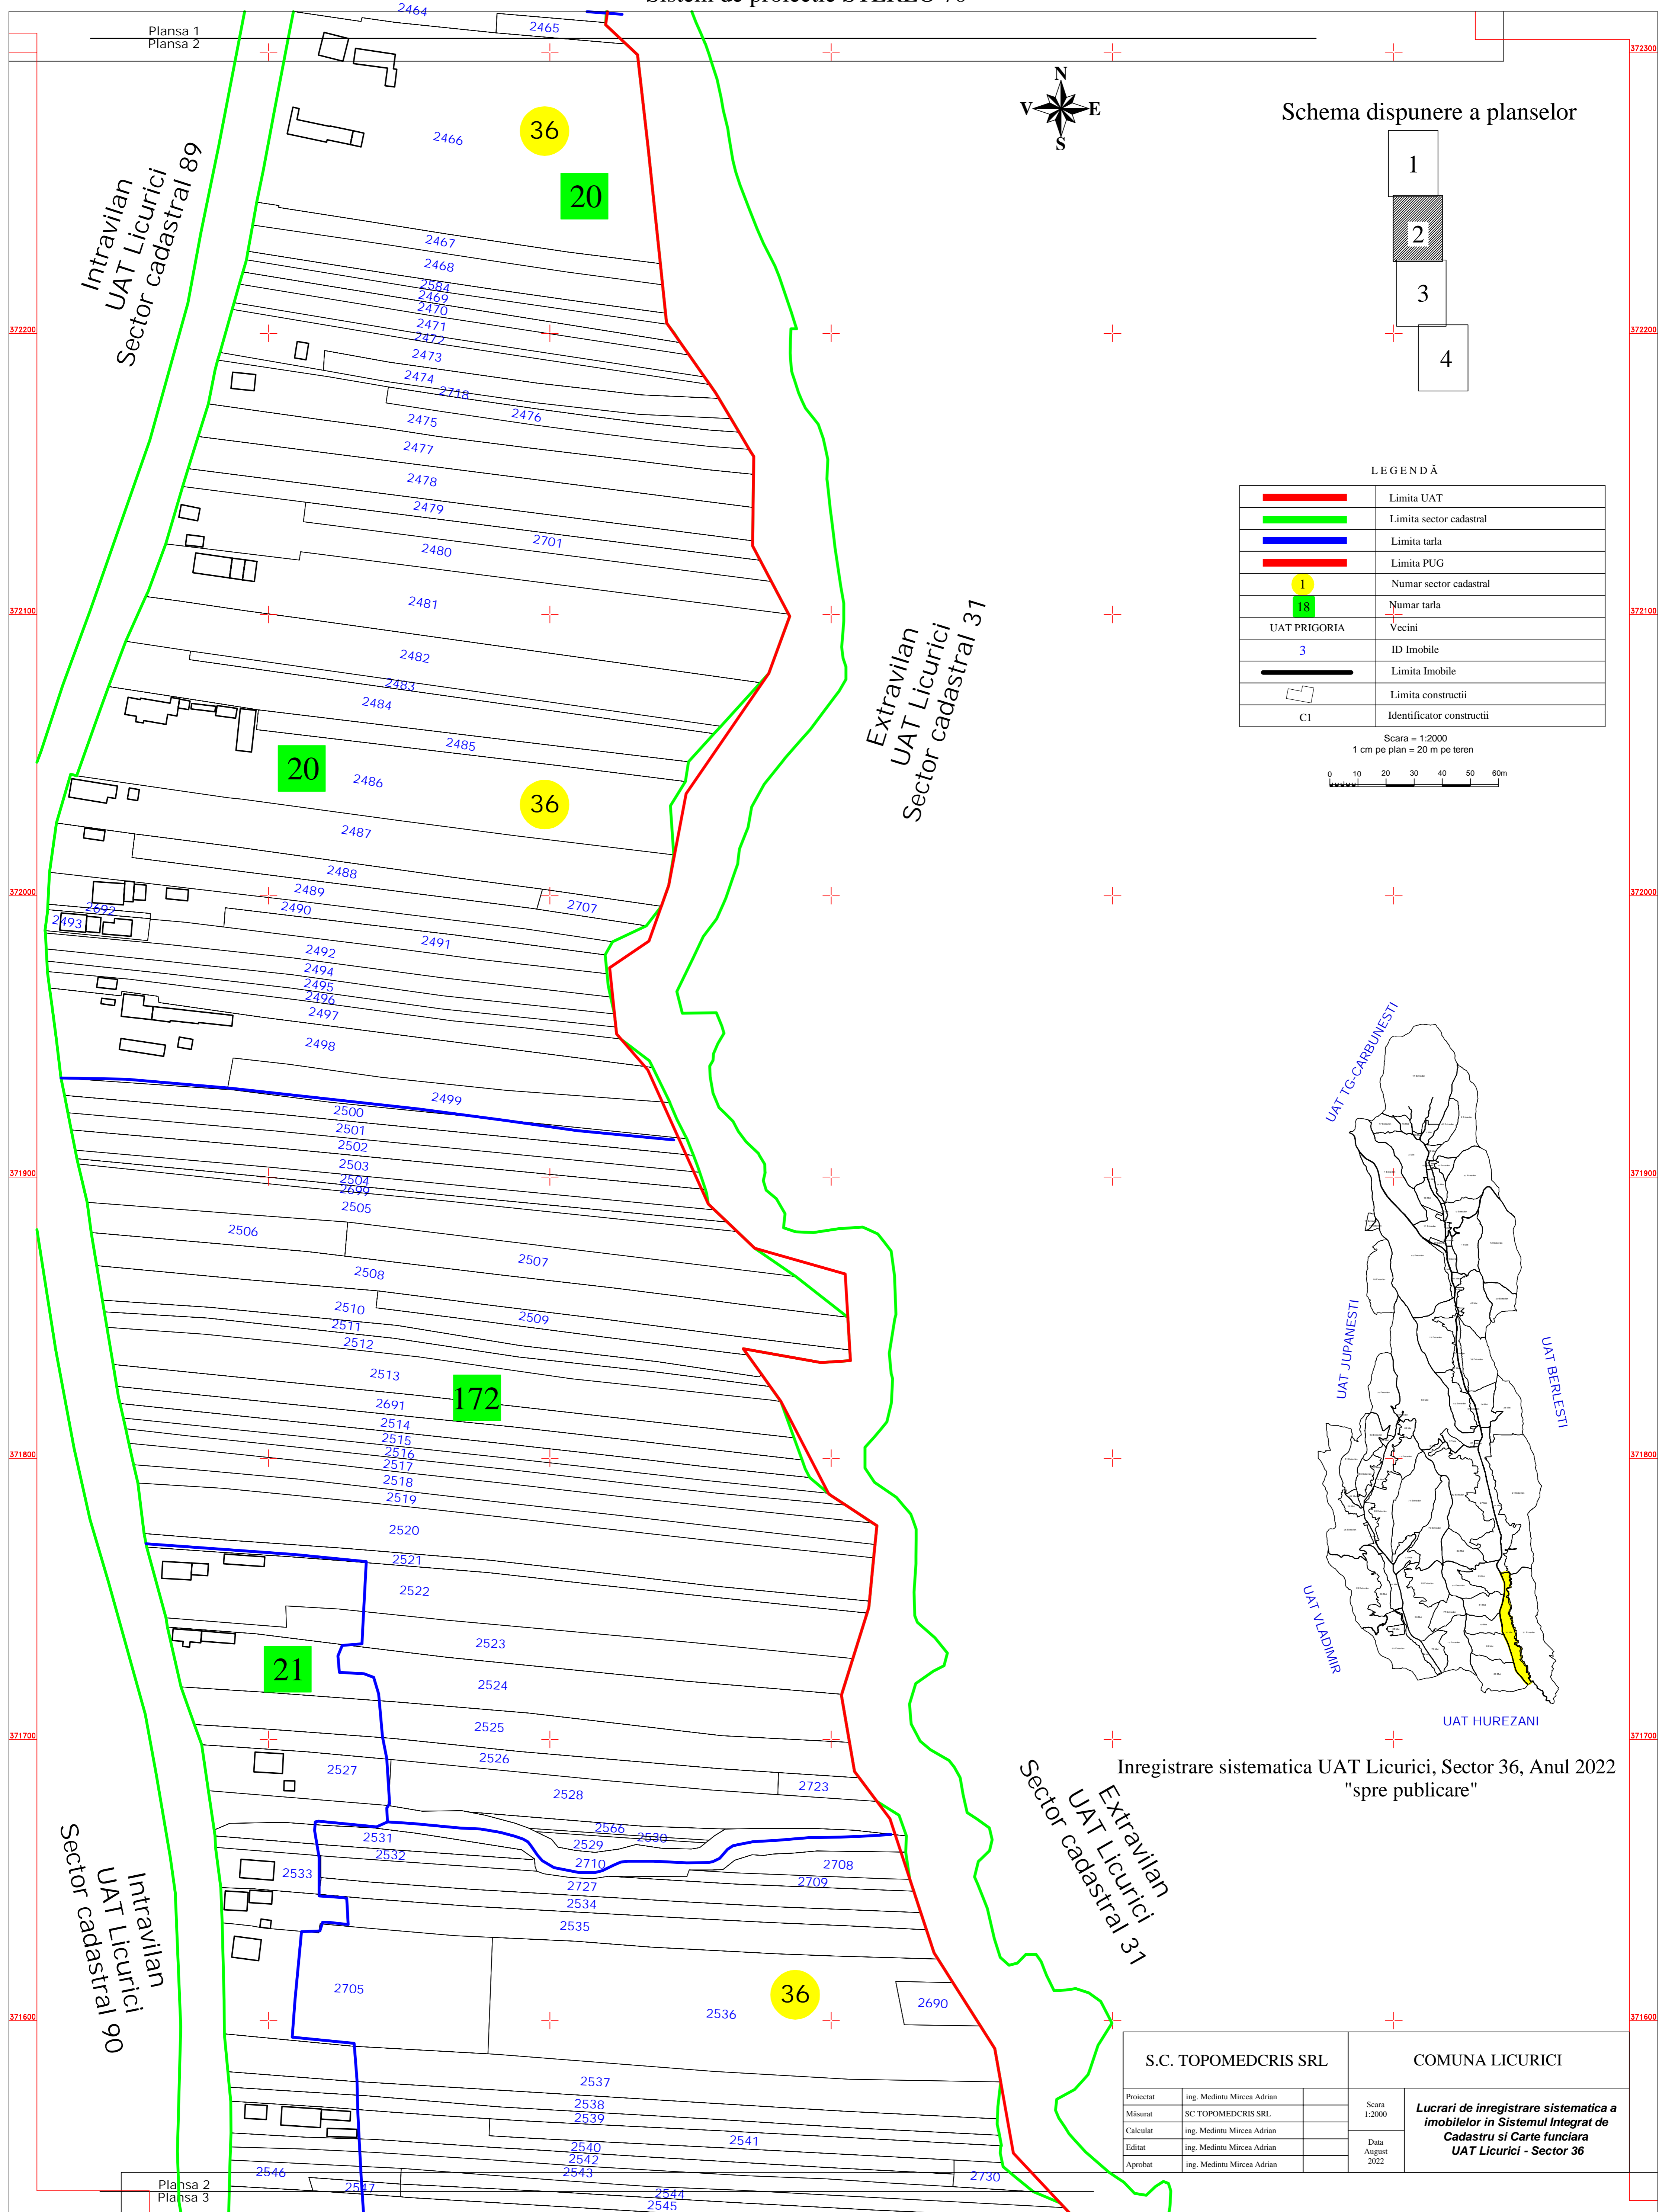 Sistem de proiectie STEREO 70
Plansa 1
Plansa 2
2464
2465
372300
372300
N
V
E
S
Schema dispunere a planselor
1
2
3
4
36
2466
20
Intravilan
UAT Licurici
Sector cadastral 89
2467
2468
2584
2469
2470
2471
2472
2473
2474
2718
2476
2475
2477
2478
2479
2701
2480
2481
2482
2483
2484
2485
2486
20
36
2487
2488
2489
2707
2490
2692
2493
2491
2492
2494
2495
2496
2497
2498
2499
372200
372200
372100
372100
372000
372000
Extravilan
UAT Licurici
Sector cadastral 31
LEGENDĂ
Limita UAT
Limita sector cadastral
Limita tarla
Limita PUG
1 Numar sector cadastral
18 Numar tarla
UAT PRIGORIA Vecini
3 ID Imobile
Limita Imobile
Limita constructii
C1 Identificator constructii
Scara = 1:2000
1 cm pe plan = 20 m pe teren
0 10 20 30 40 50 60m
2500
2501
2502
2503
2504
2699
2505
2506
2507
2508
2509
2510
2511
2512
2513
172
2691
2514
2515
2516
2517
2518
2519
2520
2521
2522
2523
21
2524
2525
2526
2527
2723
2528
2566
2530
2529
2531
2532
2710
2708
2533
2709
2727
2534
2535
2705
36
2690
2536
2537
2538
2539
2541
2540
2542
2543
2546
2730
2547
2544
2545
371900
371900
371800
371800
371700
371700
371600
371600
UAT TG-CARBUNESTI
UAT JUPANESTI
UAT BERLESTI
UAT VLADIMIR
UAT HUREZANI
Inregistrare sistematica UAT Licurici, Sector 36, Anul 2022
"spre publicare"
Extravilan
UAT Licurici
Sector cadastral 31
Intravilan
UAT Licurici
Sector cadastral 90
Plansa 2
Plansa 3
S.C. TOPOMEDCRIS SRL
COMUNA LICURICI
Proiectat ing. Medintu Mircea Adrian
Măsurat SC TOPOMEDCRIS SRL
Calculat ing. Medintu Mircea Adrian
Editat ing. Medintu Mircea Adrian
Aprobat ing. Medintu Mircea Adrian
Scara
1:2000
Data
August
2022
Lucrari de inregistrare sistematica a
imobilelor in Sistemul Integrat de
Cadastru si Carte funciara
UAT Licurici - Sector 36